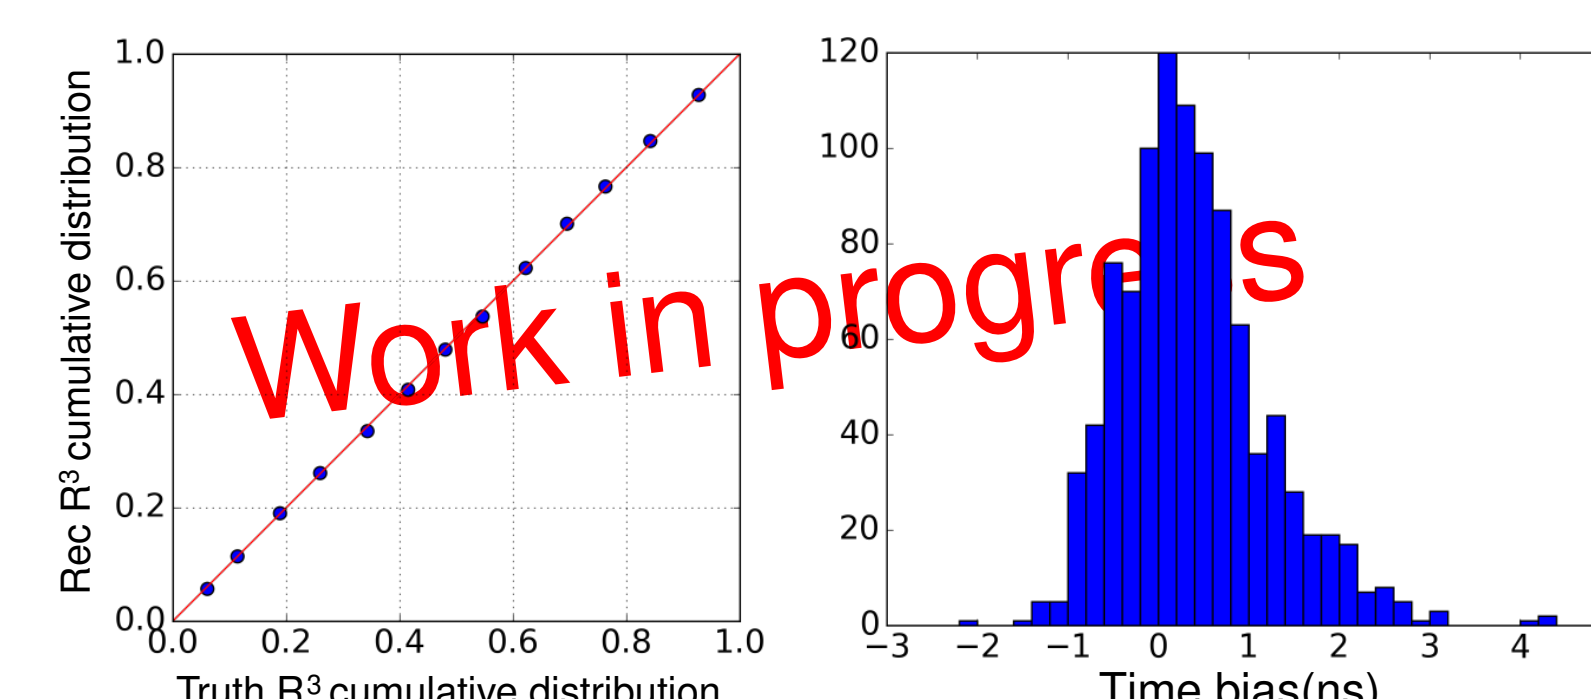 1.0
0.8
0.6
0.4
0.2
0.0
0.0 0.2 0.4 0.6 0.8 1.0
Rec R³ cumulative distribution
Truth R³ cumulative distribution
Work in progress
120
100
80
60
40
20
0
−3 −2 −1 0 1 2 3 4
Time bias(ns)